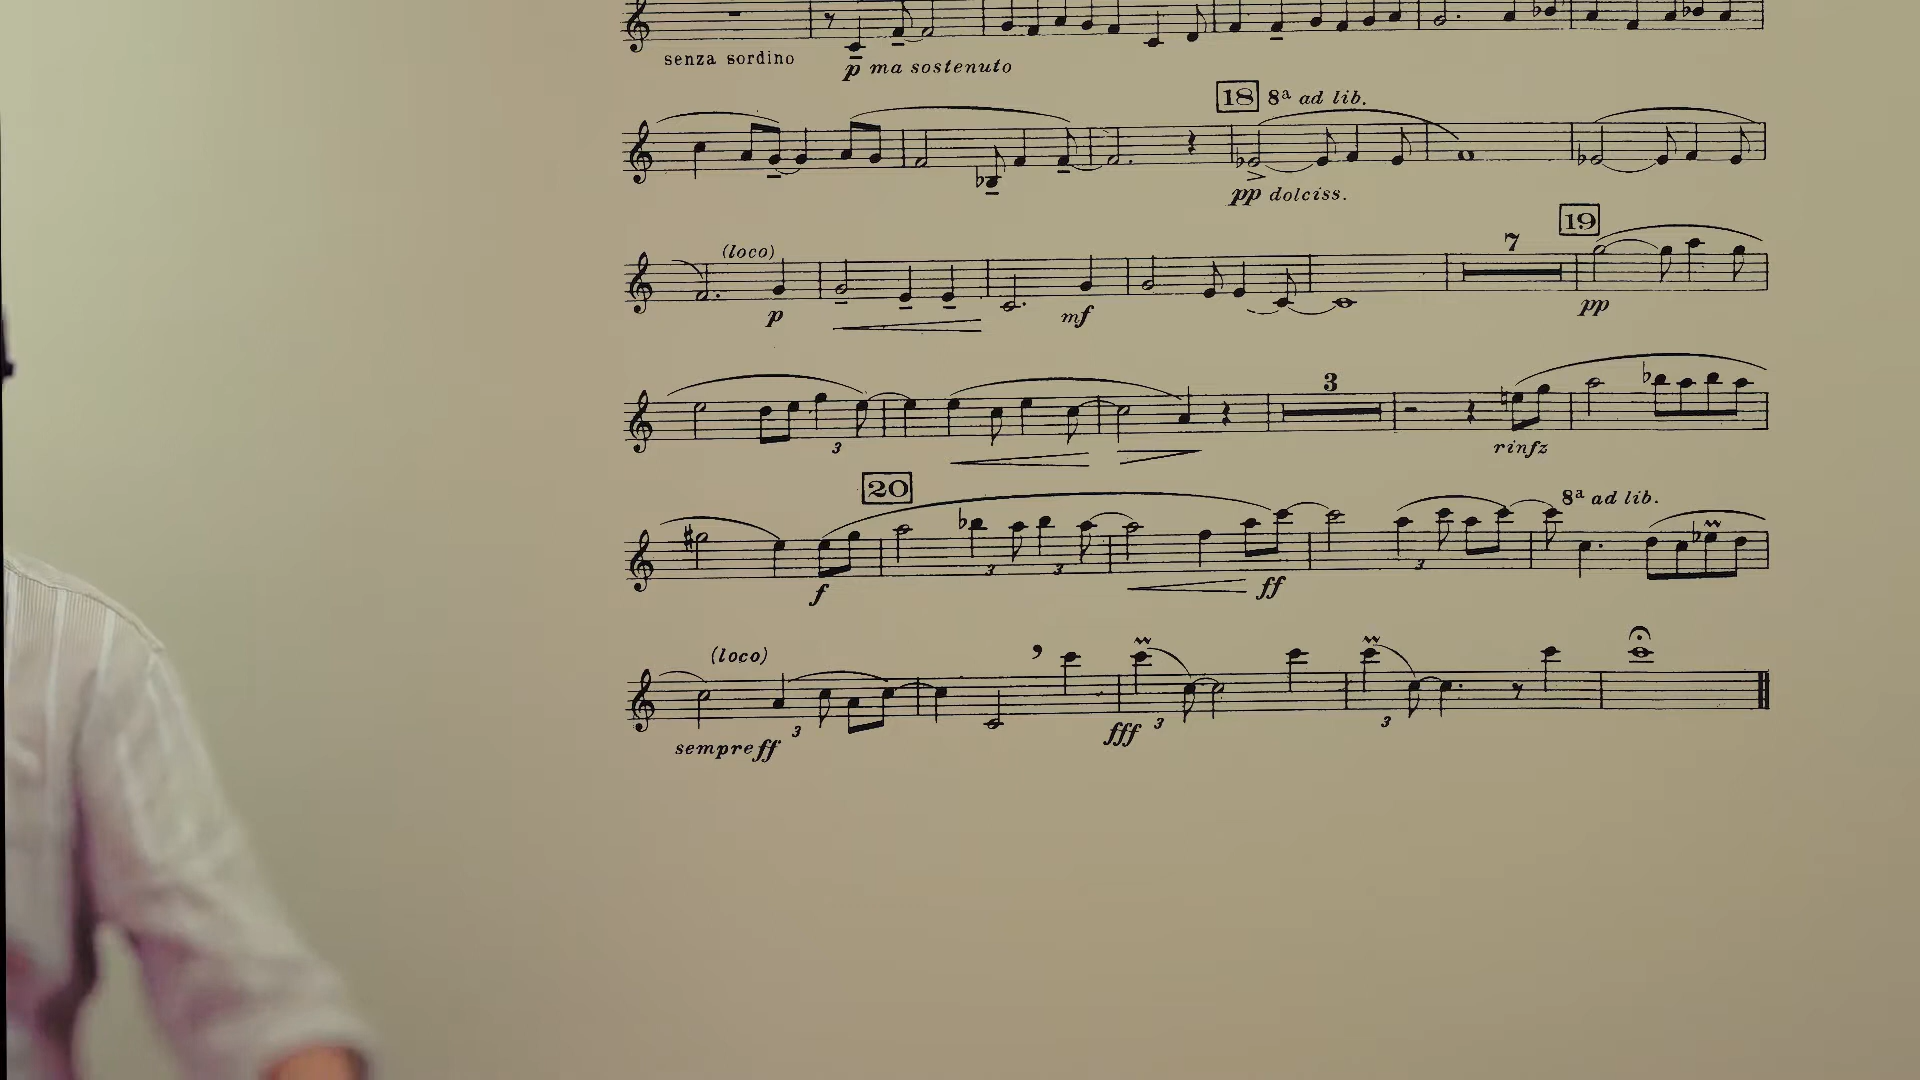 senza sordino
p ma sostenuto
18 8ª ad lib.
pp dolciss.
19
(loco) 7
p mf pp
3
3 rinfz
20 8ª ad lib.
3 3 3
f ff
(loco)
sempre ff 3 fff 3 3